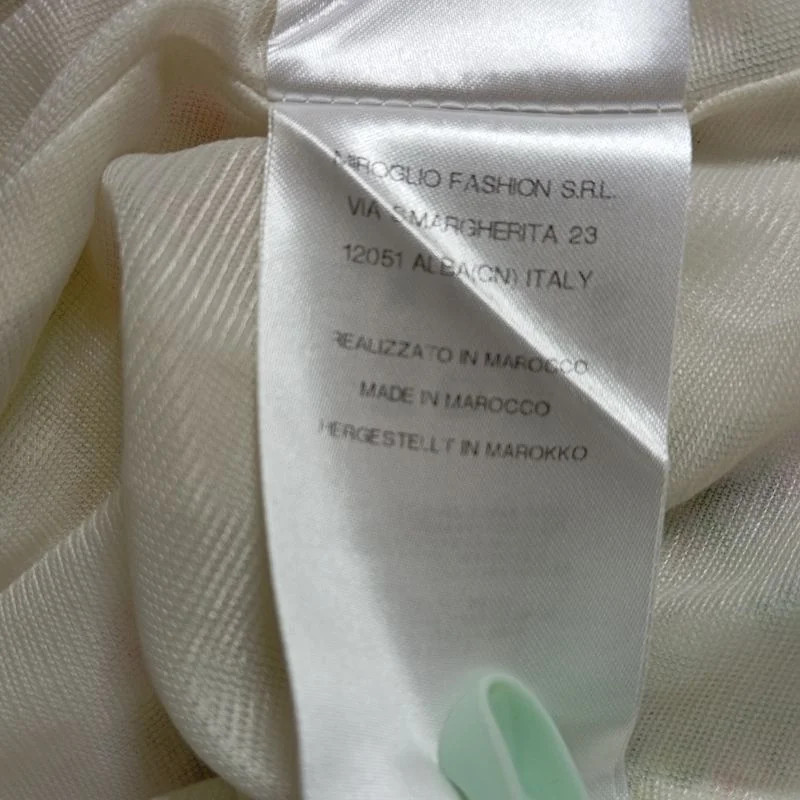 MIROGLIO FASHION S.R.L.
VIA S.MARGHERITA 23
12051 ALBA(CN) ITALY
REALIZZATO IN MAROCCO
MADE IN MAROCCO
HERGESTELLT IN MAROKKO